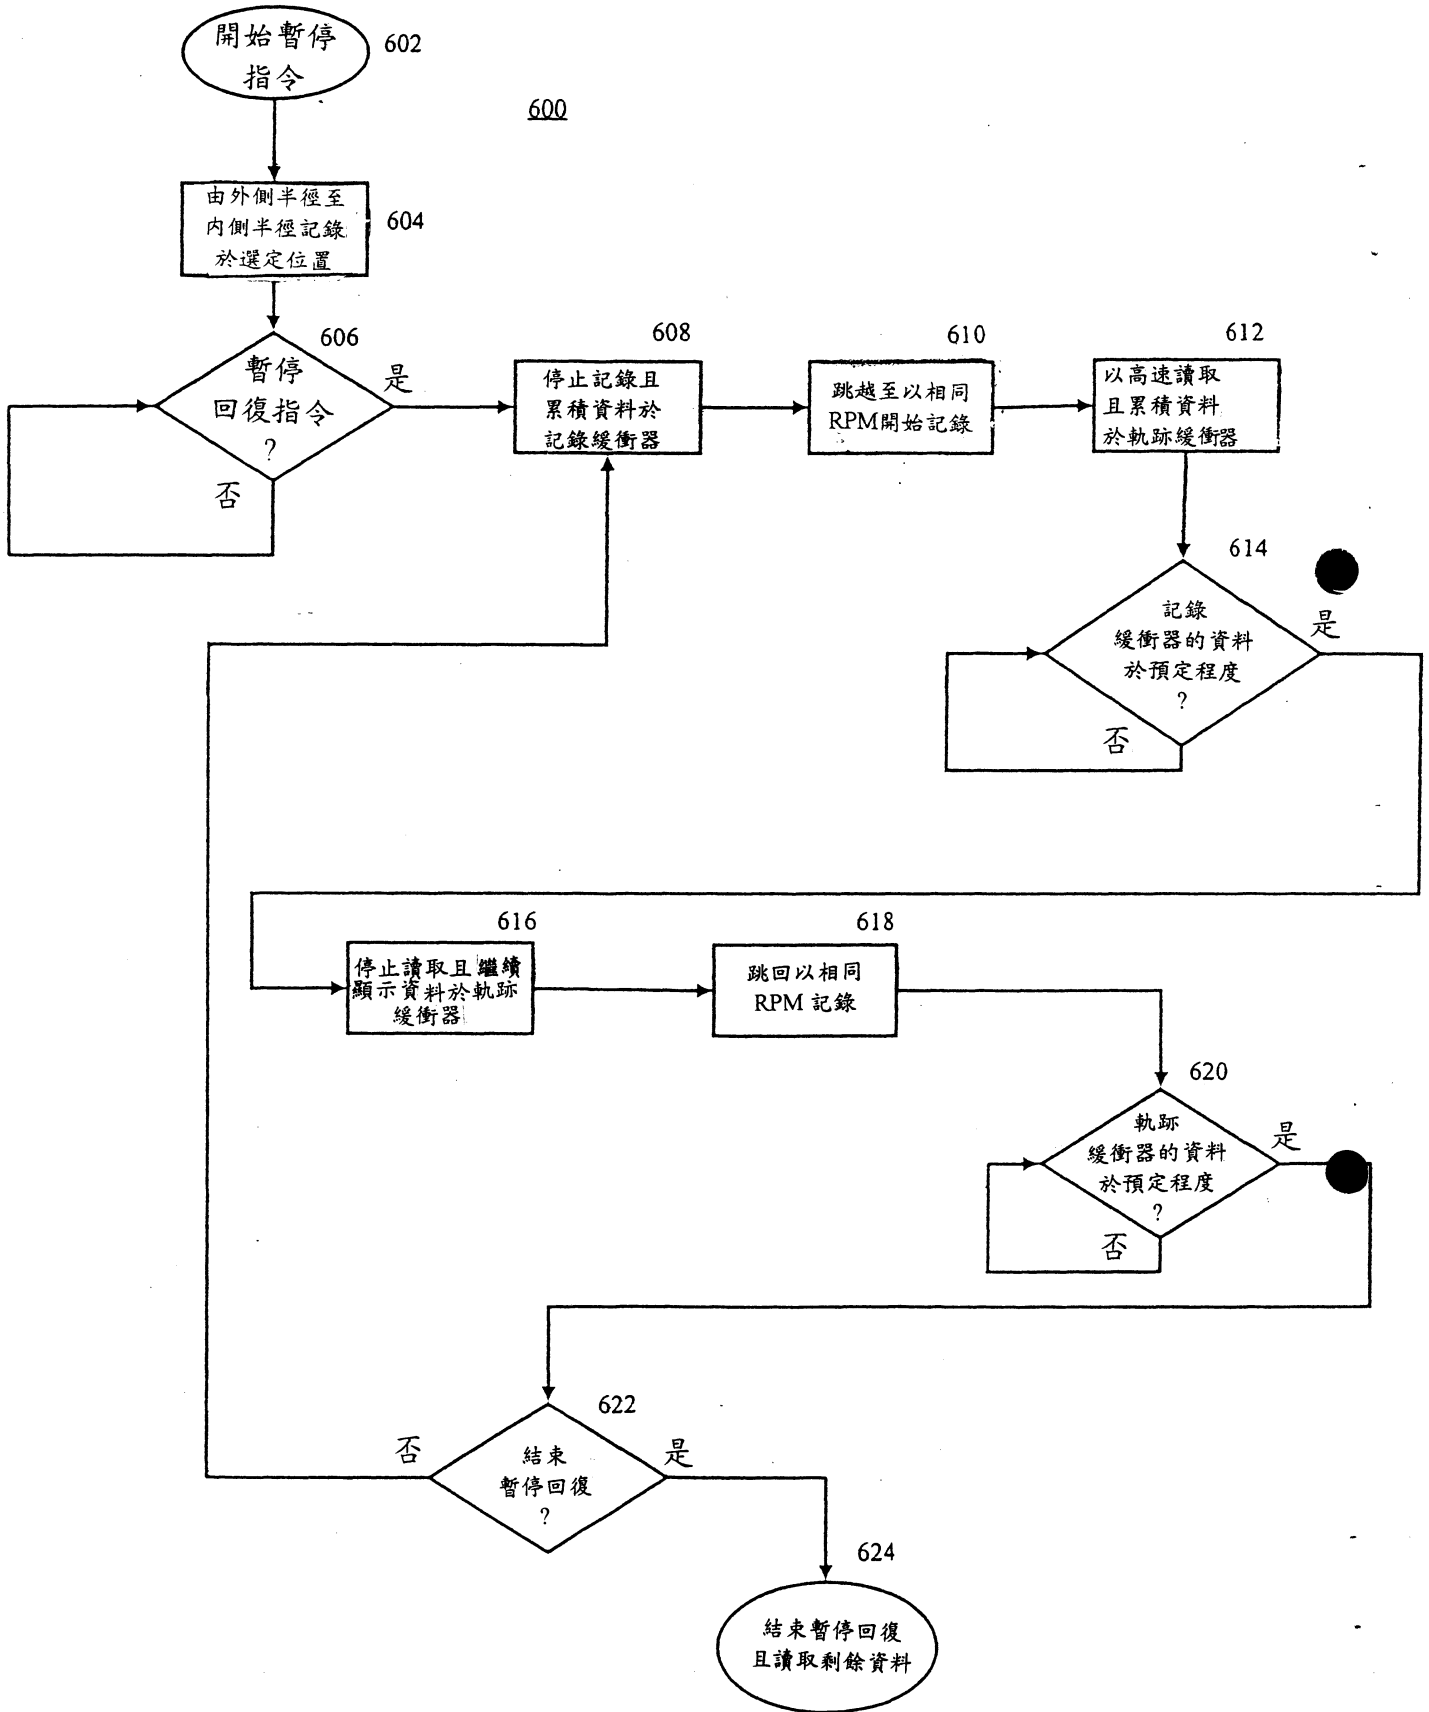 開始暫停
指令
602
600
由外側半徑至
內側半徑記錄
於選定位置
604
606
暫停
回復指令
?
是
否
608
停止記錄且
累積資料於
記錄緩衝器
610
跳越至以相同
RPM開始記錄
612
以高速讀取
且累積資料
於軌跡緩衝器
614
記錄
緩衝器的資料
於預定程度
?
是
否
616
停止讀取且繼續
顯示資料於軌跡
緩衝器
618
跳回以相同
RPM 記錄
620
軌跡
緩衝器的資料
於預定程度
?
是
否
622
結束
暫停回復
?
否
是
624
結束暫停回復
且讀取剩餘資料